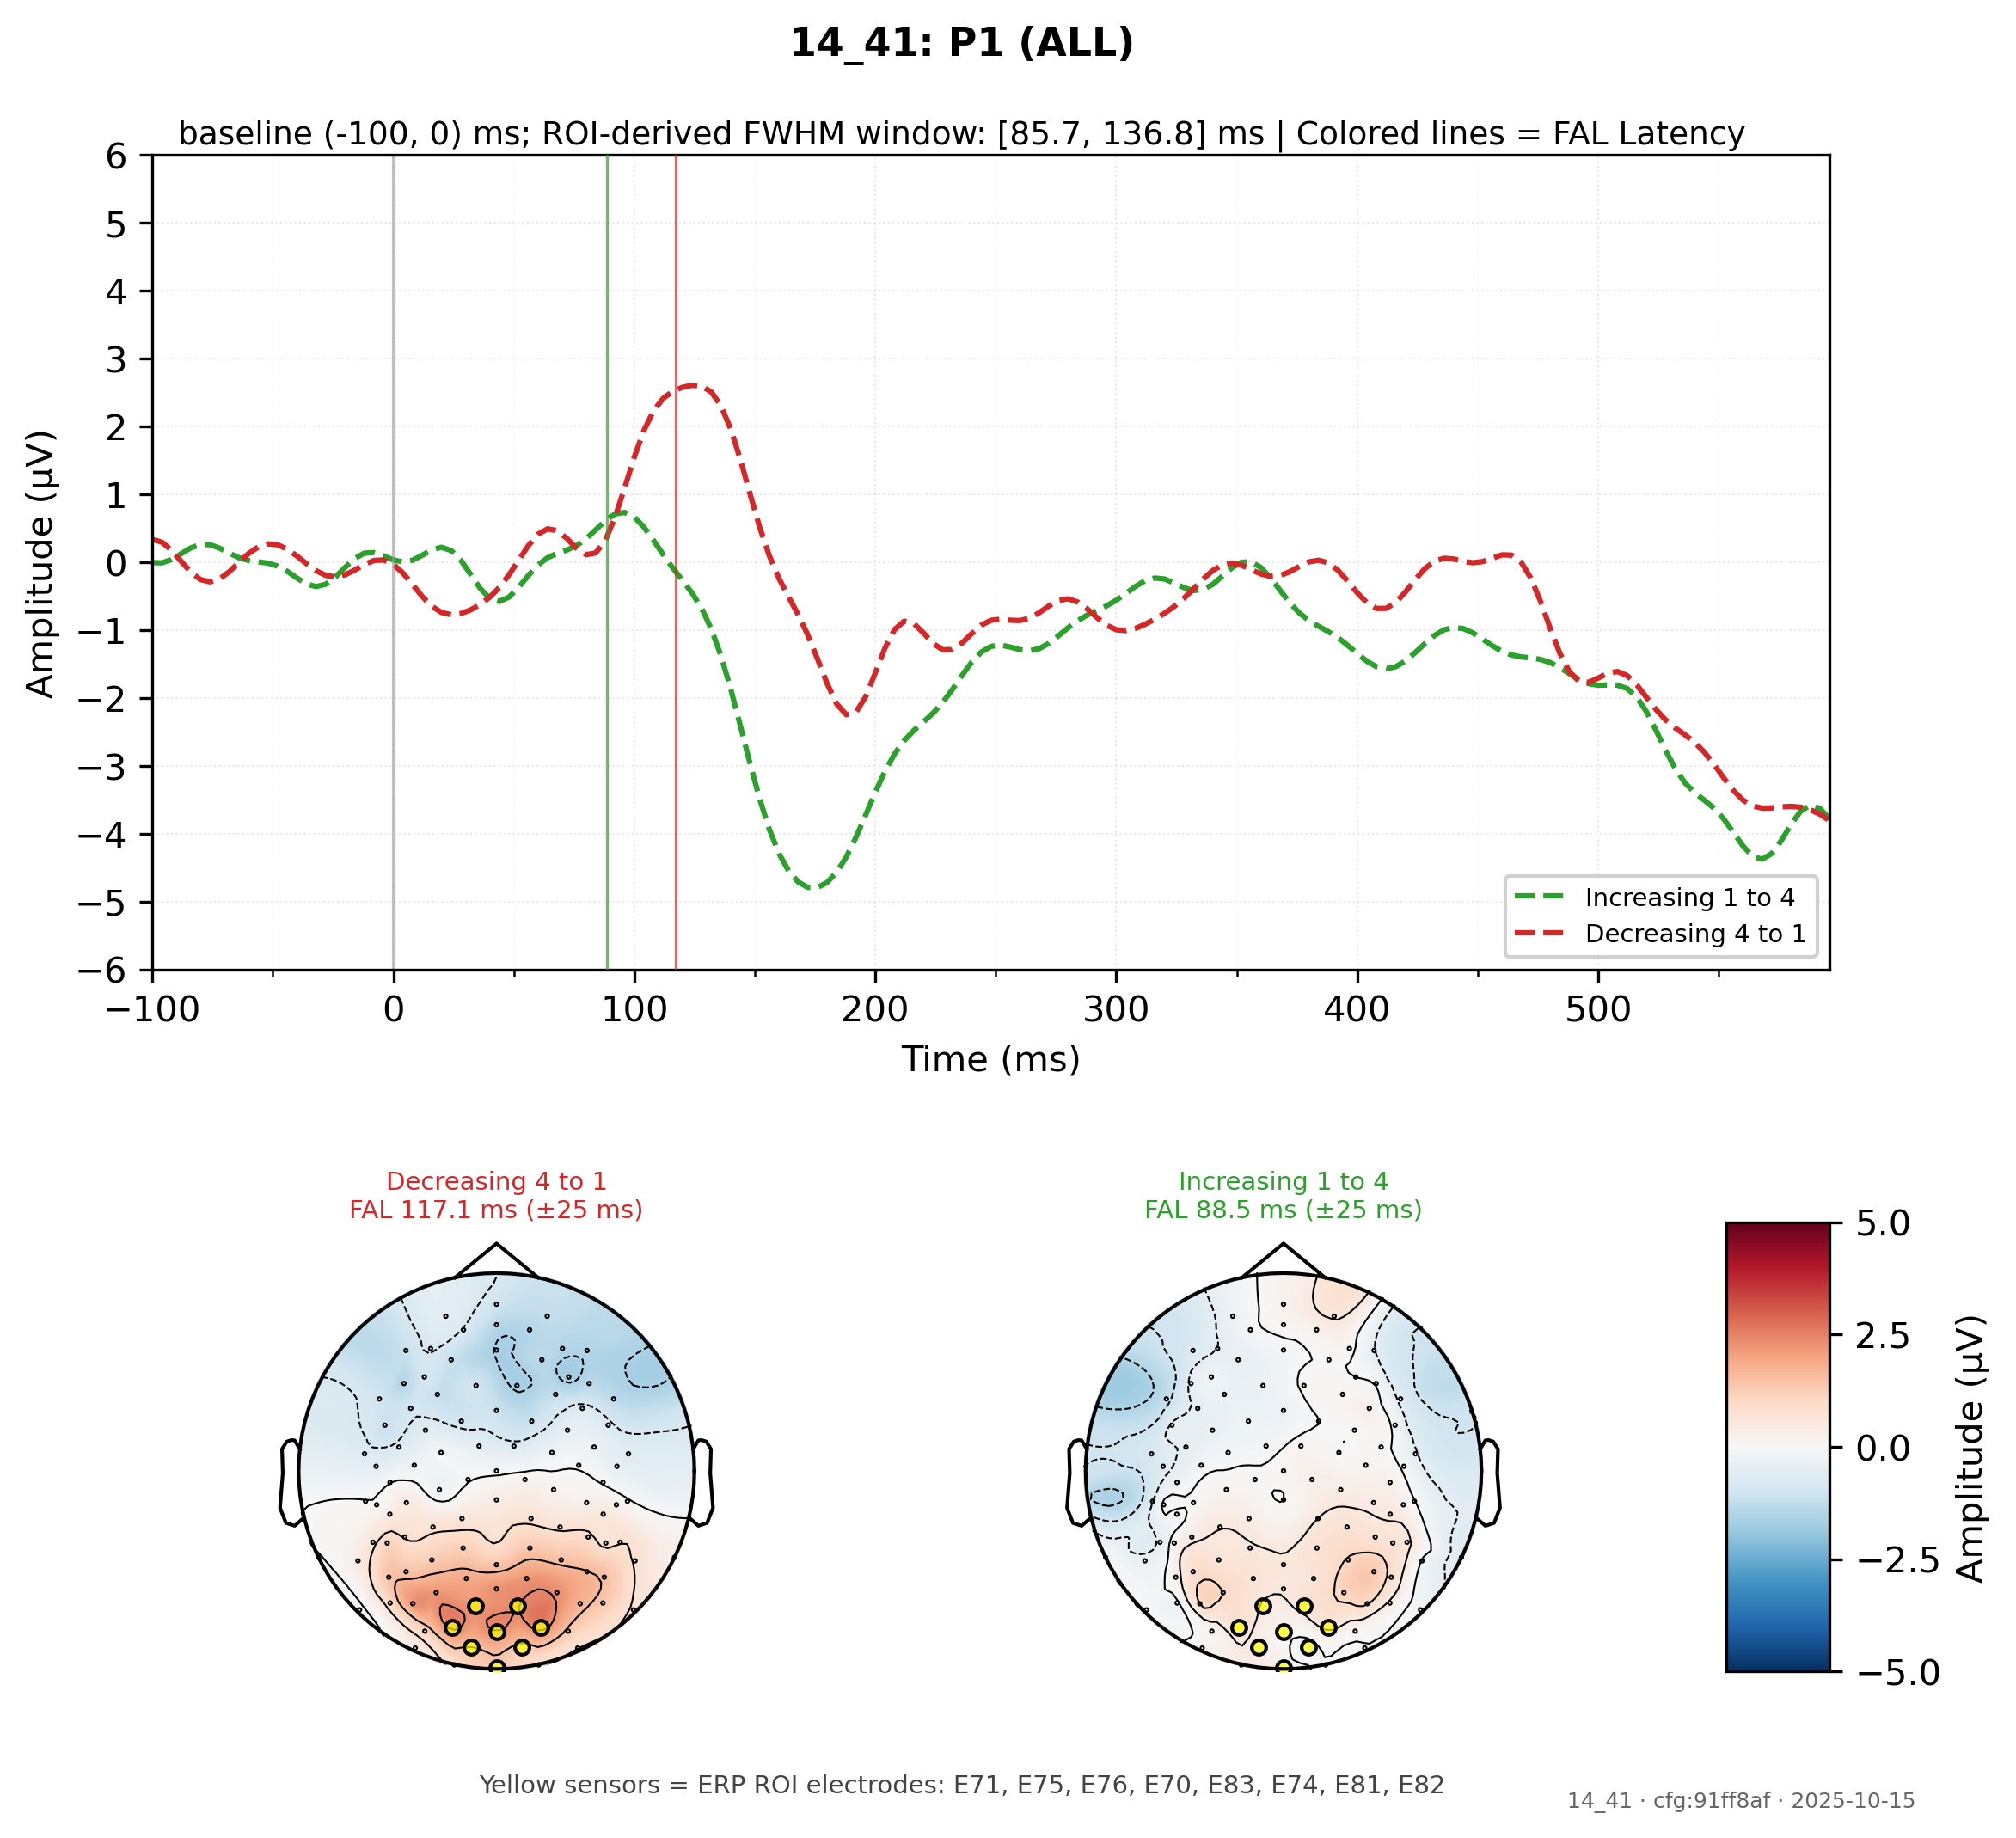 14_41: P1 (ALL)
baseline (-100, 0) ms; ROI-derived FWHM window: [85.7, 136.8] ms | Colored lines = FAL Latency
6
5
4
3
2
1
0
−1
−2
−3
−4
−5
−6
Amplitude (µV)
−100
0
100
200
300
400
500
Time (ms)
Increasing 1 to 4
Decreasing 4 to 1
Decreasing 4 to 1
FAL 117.1 ms (±25 ms)
Increasing 1 to 4
FAL 88.5 ms (±25 ms)
5.0
2.5
0.0
−2.5
−5.0
Amplitude (µV)
Yellow sensors = ERP ROI electrodes: E71, E75, E76, E70, E83, E74, E81, E82
14_41 · cfg:91ff8af · 2025-10-15